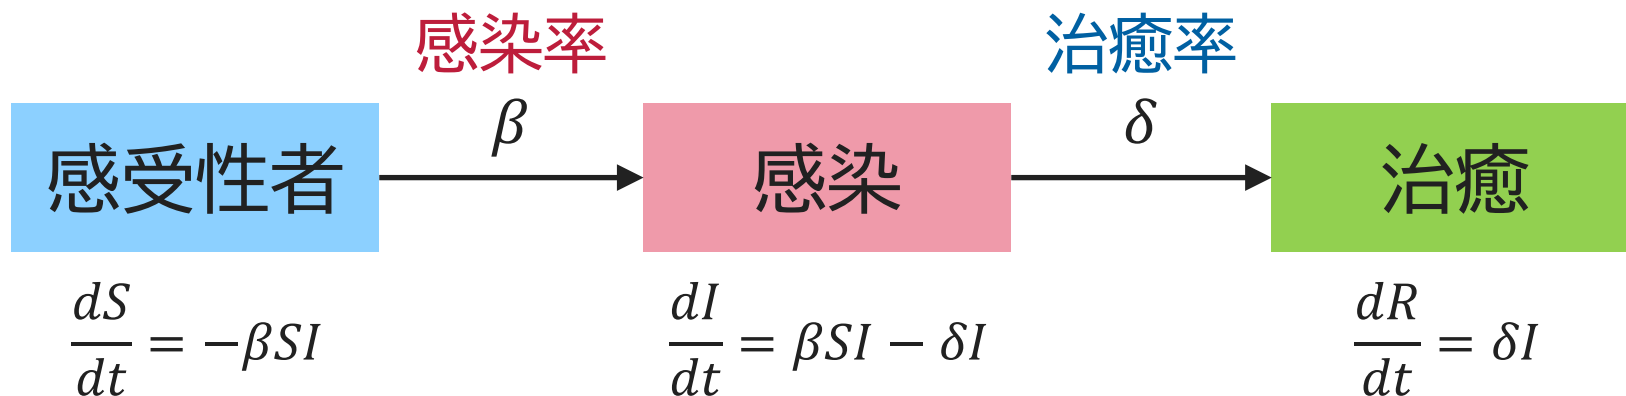 感染率
治癒率
β
δ
感受性者
感染
治癒
dS/dt = −βSI
dI/dt = βSI − δI
dR/dt = δI